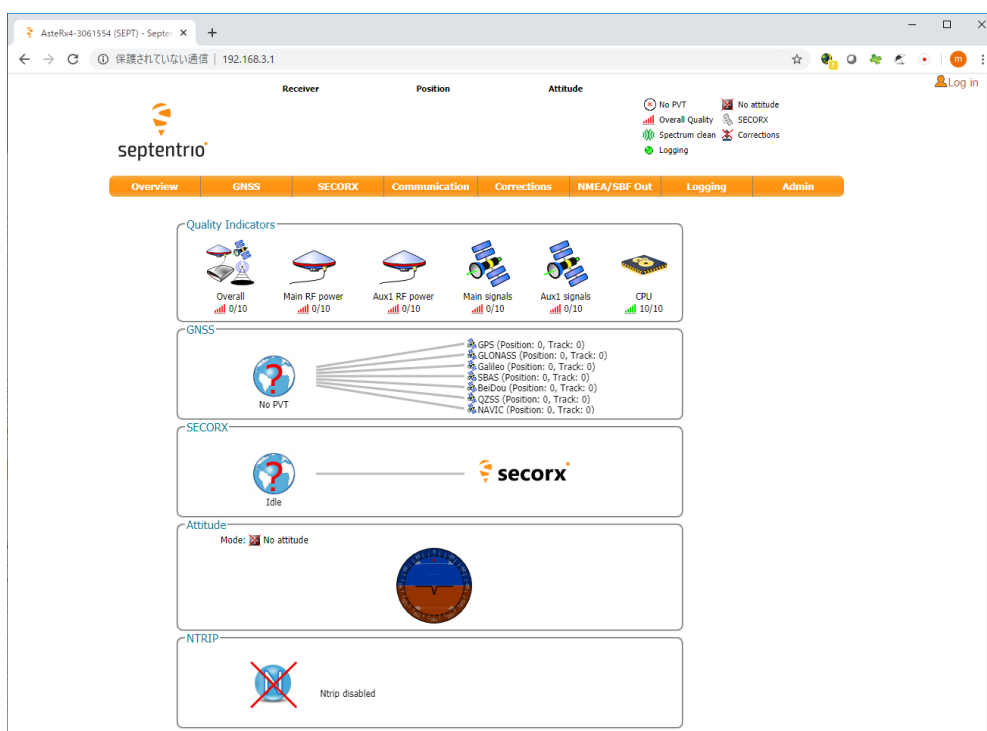 AsteRx4-3061554 (SEPT) - Septer
保護されていない通信 | 192.168.3.1
Log in
Receiver Position Attitude
No PVT No attitude
Overall Quality SECORX
Spectrum clean Corrections
Logging
septentrio
Overview GNSS SECORX Communication Corrections NMEA/SBF Out Logging Admin
Quality Indicators
Overall Main RF power Aux1 RF power Main signals Aux1 signals CPU
0/10 0/10 0/10 0/10 0/10 10/10
GNSS
GPS (Position: 0, Track: 0)
GLONASS (Position: 0, Track: 0)
Galileo (Position: 0, Track: 0)
SBAS (Position: 0, Track: 0)
BeiDou (Position: 0, Track: 0)
QZSS (Position: 0, Track: 0)
NAVIC (Position: 0, Track: 0)
No PVT
SECORX
secorx
Idle
Attitude
Mode: No attitude
NTRIP
Ntrip disabled